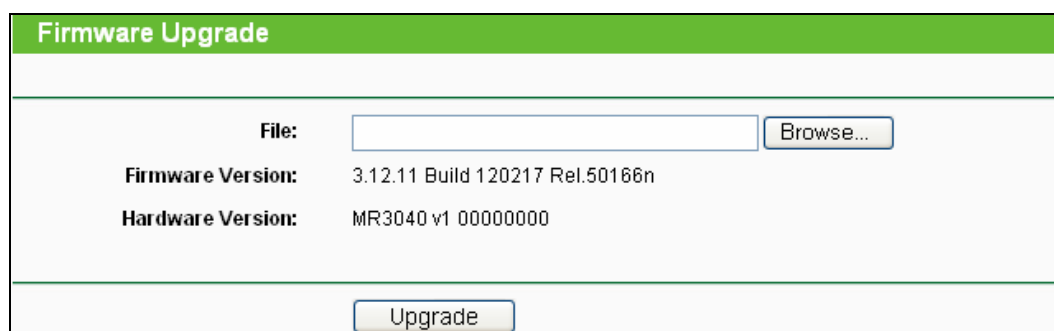 Firmware Upgrade
File: Browse...
Firmware Version: 3.12.11 Build 120217 Rel.50166n
Hardware Version: MR3040 v1 00000000
Upgrade